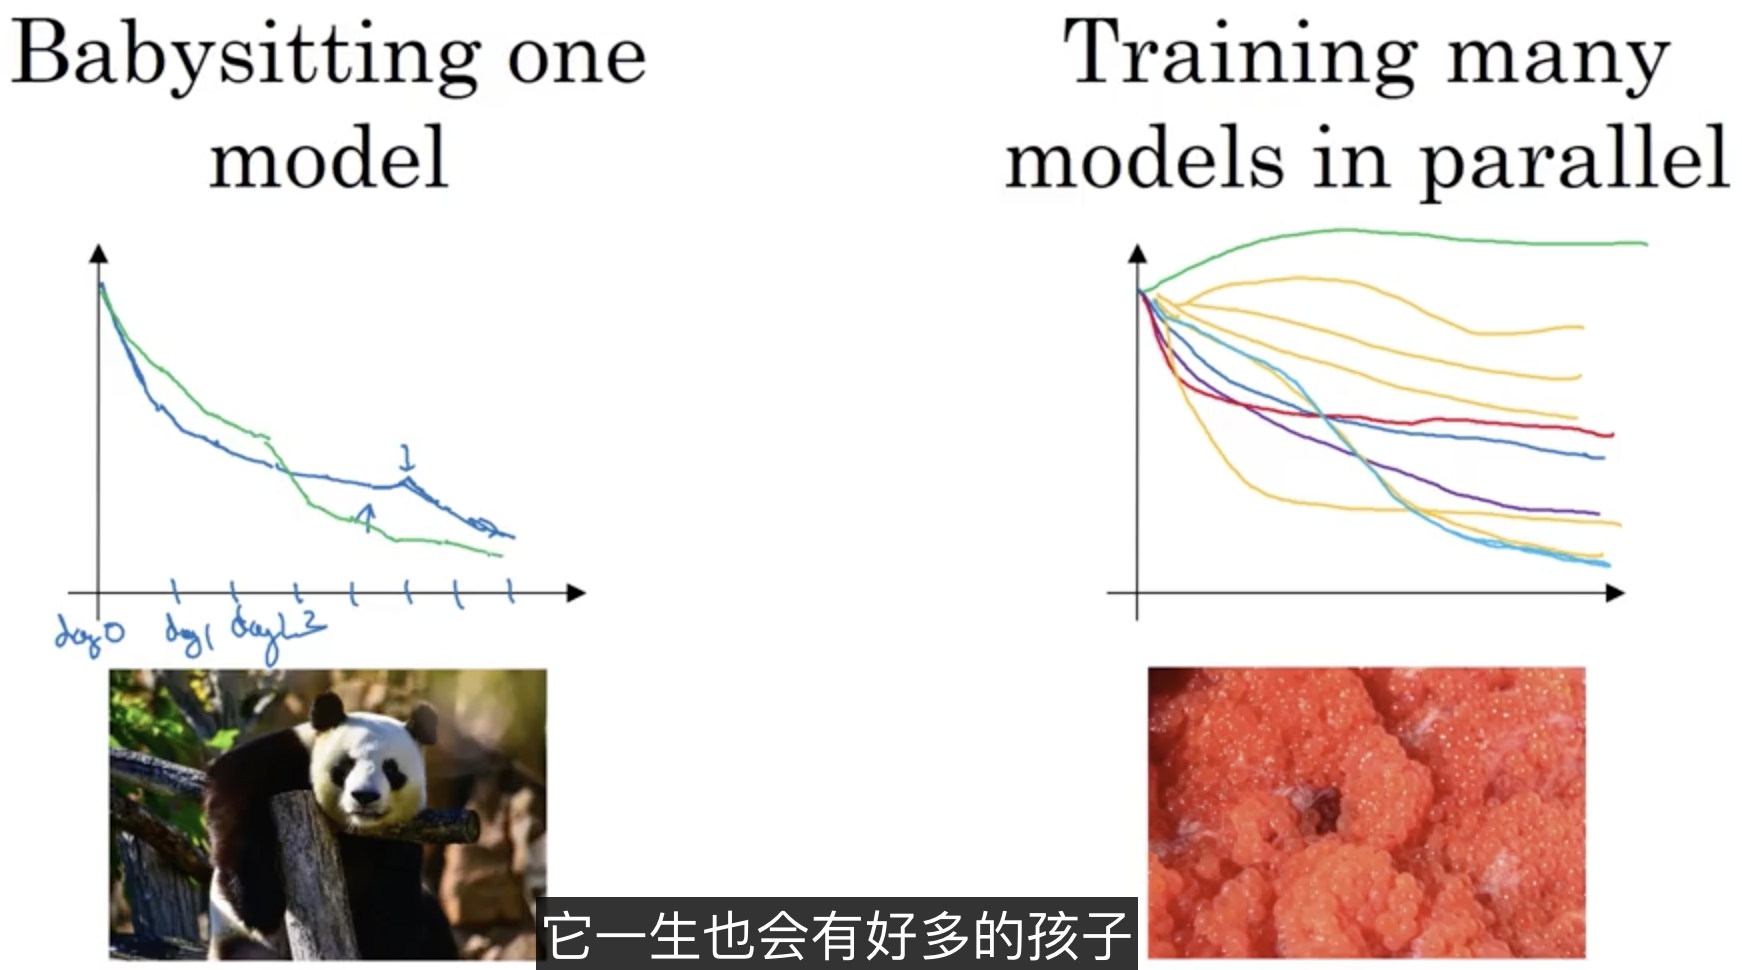 Babysitting one
model
Training many
models in parallel
day 0
day 1
day 2
3
它一生也会有好多的孩子